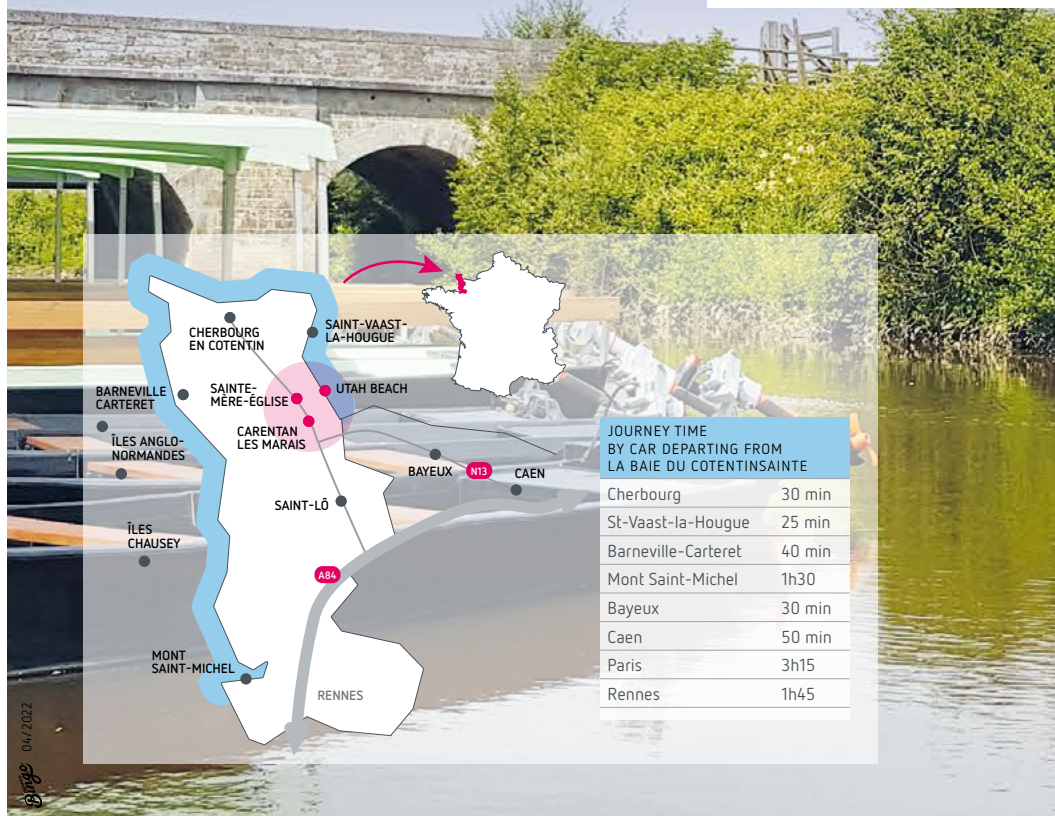 CHERBOURG
EN COTENTIN
SAINT-VAAST-
LA-HOUGUE
BARNEVILLE
CARTERET
SAINTE-
MÈRE-ÉGLISE
UTAH BEACH
CARENTAN
LES MARAIS
ÎLES ANGLO-
NORMANDES
BAYEUX
N13
CAEN
SAINT-LÔ
ÎLES
CHAUSEY
A84
MONT
SAINT-MICHEL
RENNES
JOURNEY TIME
BY CAR DEPARTING FROM
LA BAIE DU COTENTINSAINTE
Cherbourg 30 min
St-Vaast-la-Hougue 25 min
Barneville-Carteret 40 min
Mont Saint-Michel 1h30
Bayeux 30 min
Caen 50 min
Paris 3h15
Rennes 1h45
Bingo 04/2022